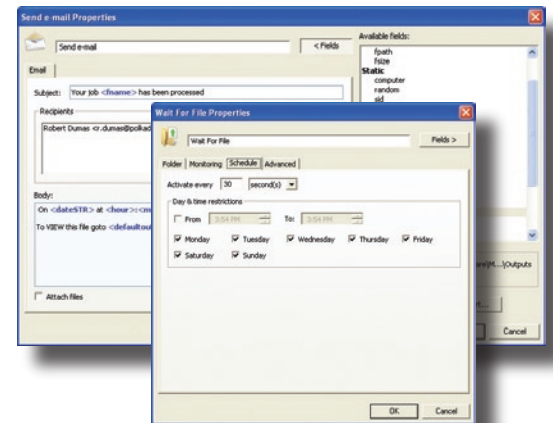 Send e-mail Properties
Send e-mail
< Fields
Available fields:
fpath
fsize
Static
computer
random
sid
Email
Subject: Your job <fname> has been processed
Recipients
Robert Dumas
Body:
On <dateSTR> at <hour>:
To VIEW this file goto
Attach files
Outputs
Cancel
Wait For File Properties
Wait For File
Fields >
Folder Monitoring Schedule Advanced
Activate every 30 second(s)
Day & time restrictions
From 3:54 PM To: 3:54 PM
Monday Tuesday Wednesday Thursday Friday
Saturday Sunday
OK Cancel